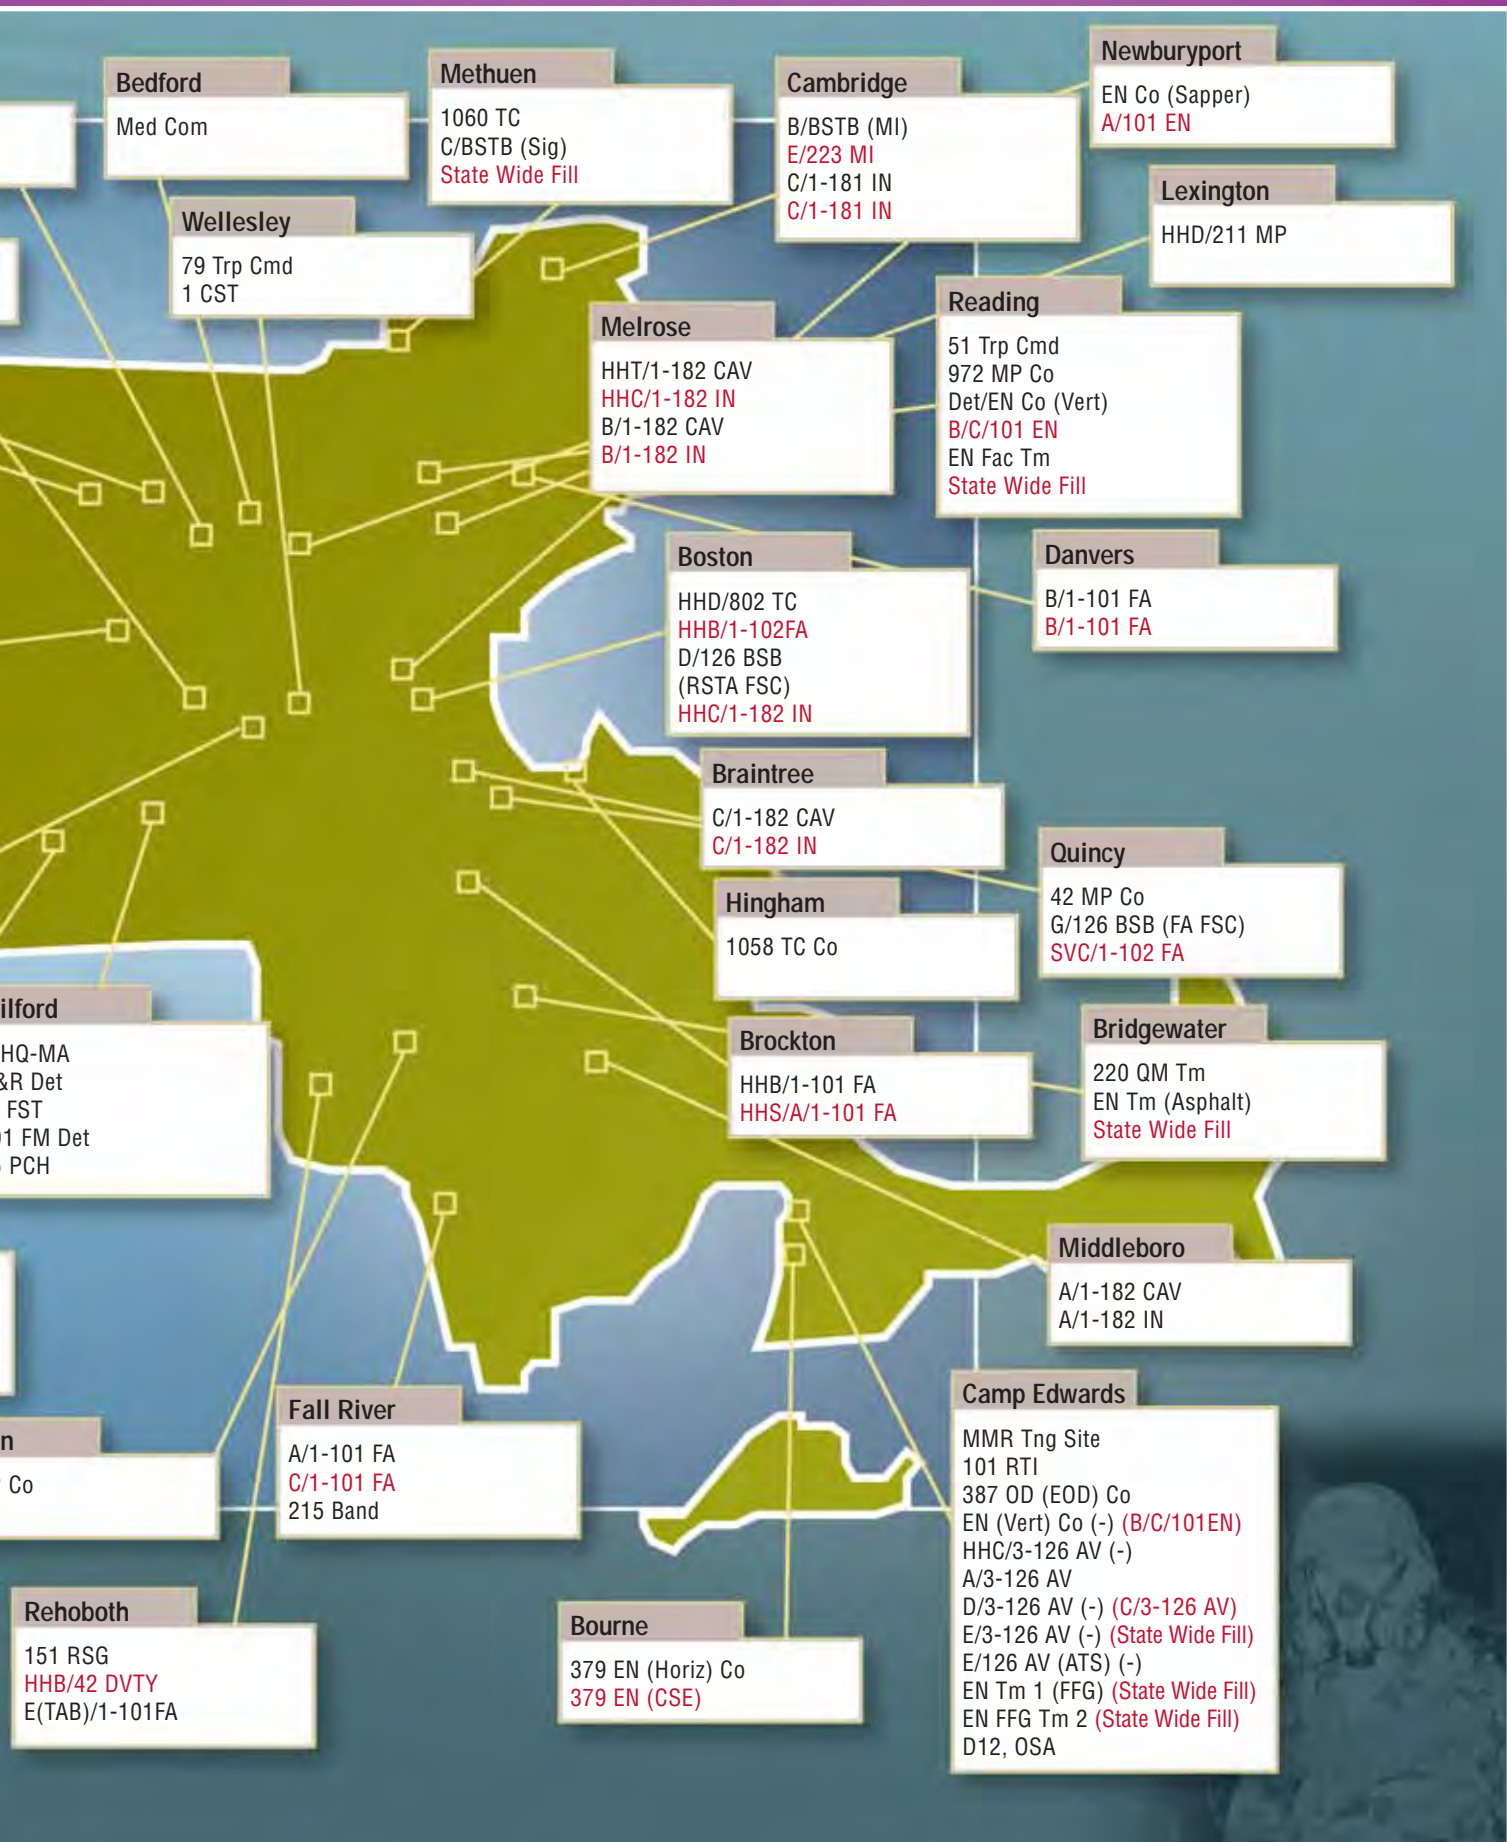 Bedford
Med Com
Methuen
1060 TC
C/BSTB (Sig)
State Wide Fill
Cambridge
B/BSTB (MI)
E/223 MI
C/1-181 IN
C/1-181 IN
Newburyport
EN Co (Sapper)
A/101 EN
Wellesley
79 Trp Cmd
1 CST
Lexington
HHD/211 MP
Melrose
HHT/1-182 CAV
HHC/1-182 IN
B/1-182 CAV
B/1-182 IN
Reading
51 Trp Cmd
972 MP Co
Det/EN Co (Vert)
B/C/101 EN
EN Fac Tm
State Wide Fill
Boston
HHD/802 TC
HHB/1-102FA
D/126 BSB
(RSTA FSC)
HHC/1-182 IN
Danvers
B/1-101 FA
B/1-101 FA
Braintree
C/1-182 CAV
C/1-182 IN
Quincy
42 MP Co
G/126 BSB (FA FSC)
SVC/1-102 FA
Hingham
1058 TC Co
ilford
HQ-MA
&R Det
FST
1 FM Det
PCH
Brockton
HHB/1-101 FA
HHS/A/1-101 FA
Bridgewater
220 QM Tm
EN Tm (Asphalt)
State Wide Fill
Middleboro
A/1-182 CAV
A/1-182 IN
n
Co
Fall River
A/1-101 FA
C/1-101 FA
215 Band
Camp Edwards
MMR Tng Site
101 RTI
387 OD (EOD) Co
EN (Vert) Co (-) (B/C/101EN)
HHC/3-126 AV (-)
A/3-126 AV
D/3-126 AV (-) (C/3-126 AV)
E/3-126 AV (-) (State Wide Fill)
E/126 AV (ATS) (-)
EN Tm 1 (FFG) (State Wide Fill)
EN FFG Tm 2 (State Wide Fill)
D12, OSA
Rehoboth
151 RSG
HHB/42 DVTY
E(TAB)/1-101FA
Bourne
379 EN (Horiz) Co
379 EN (CSE)